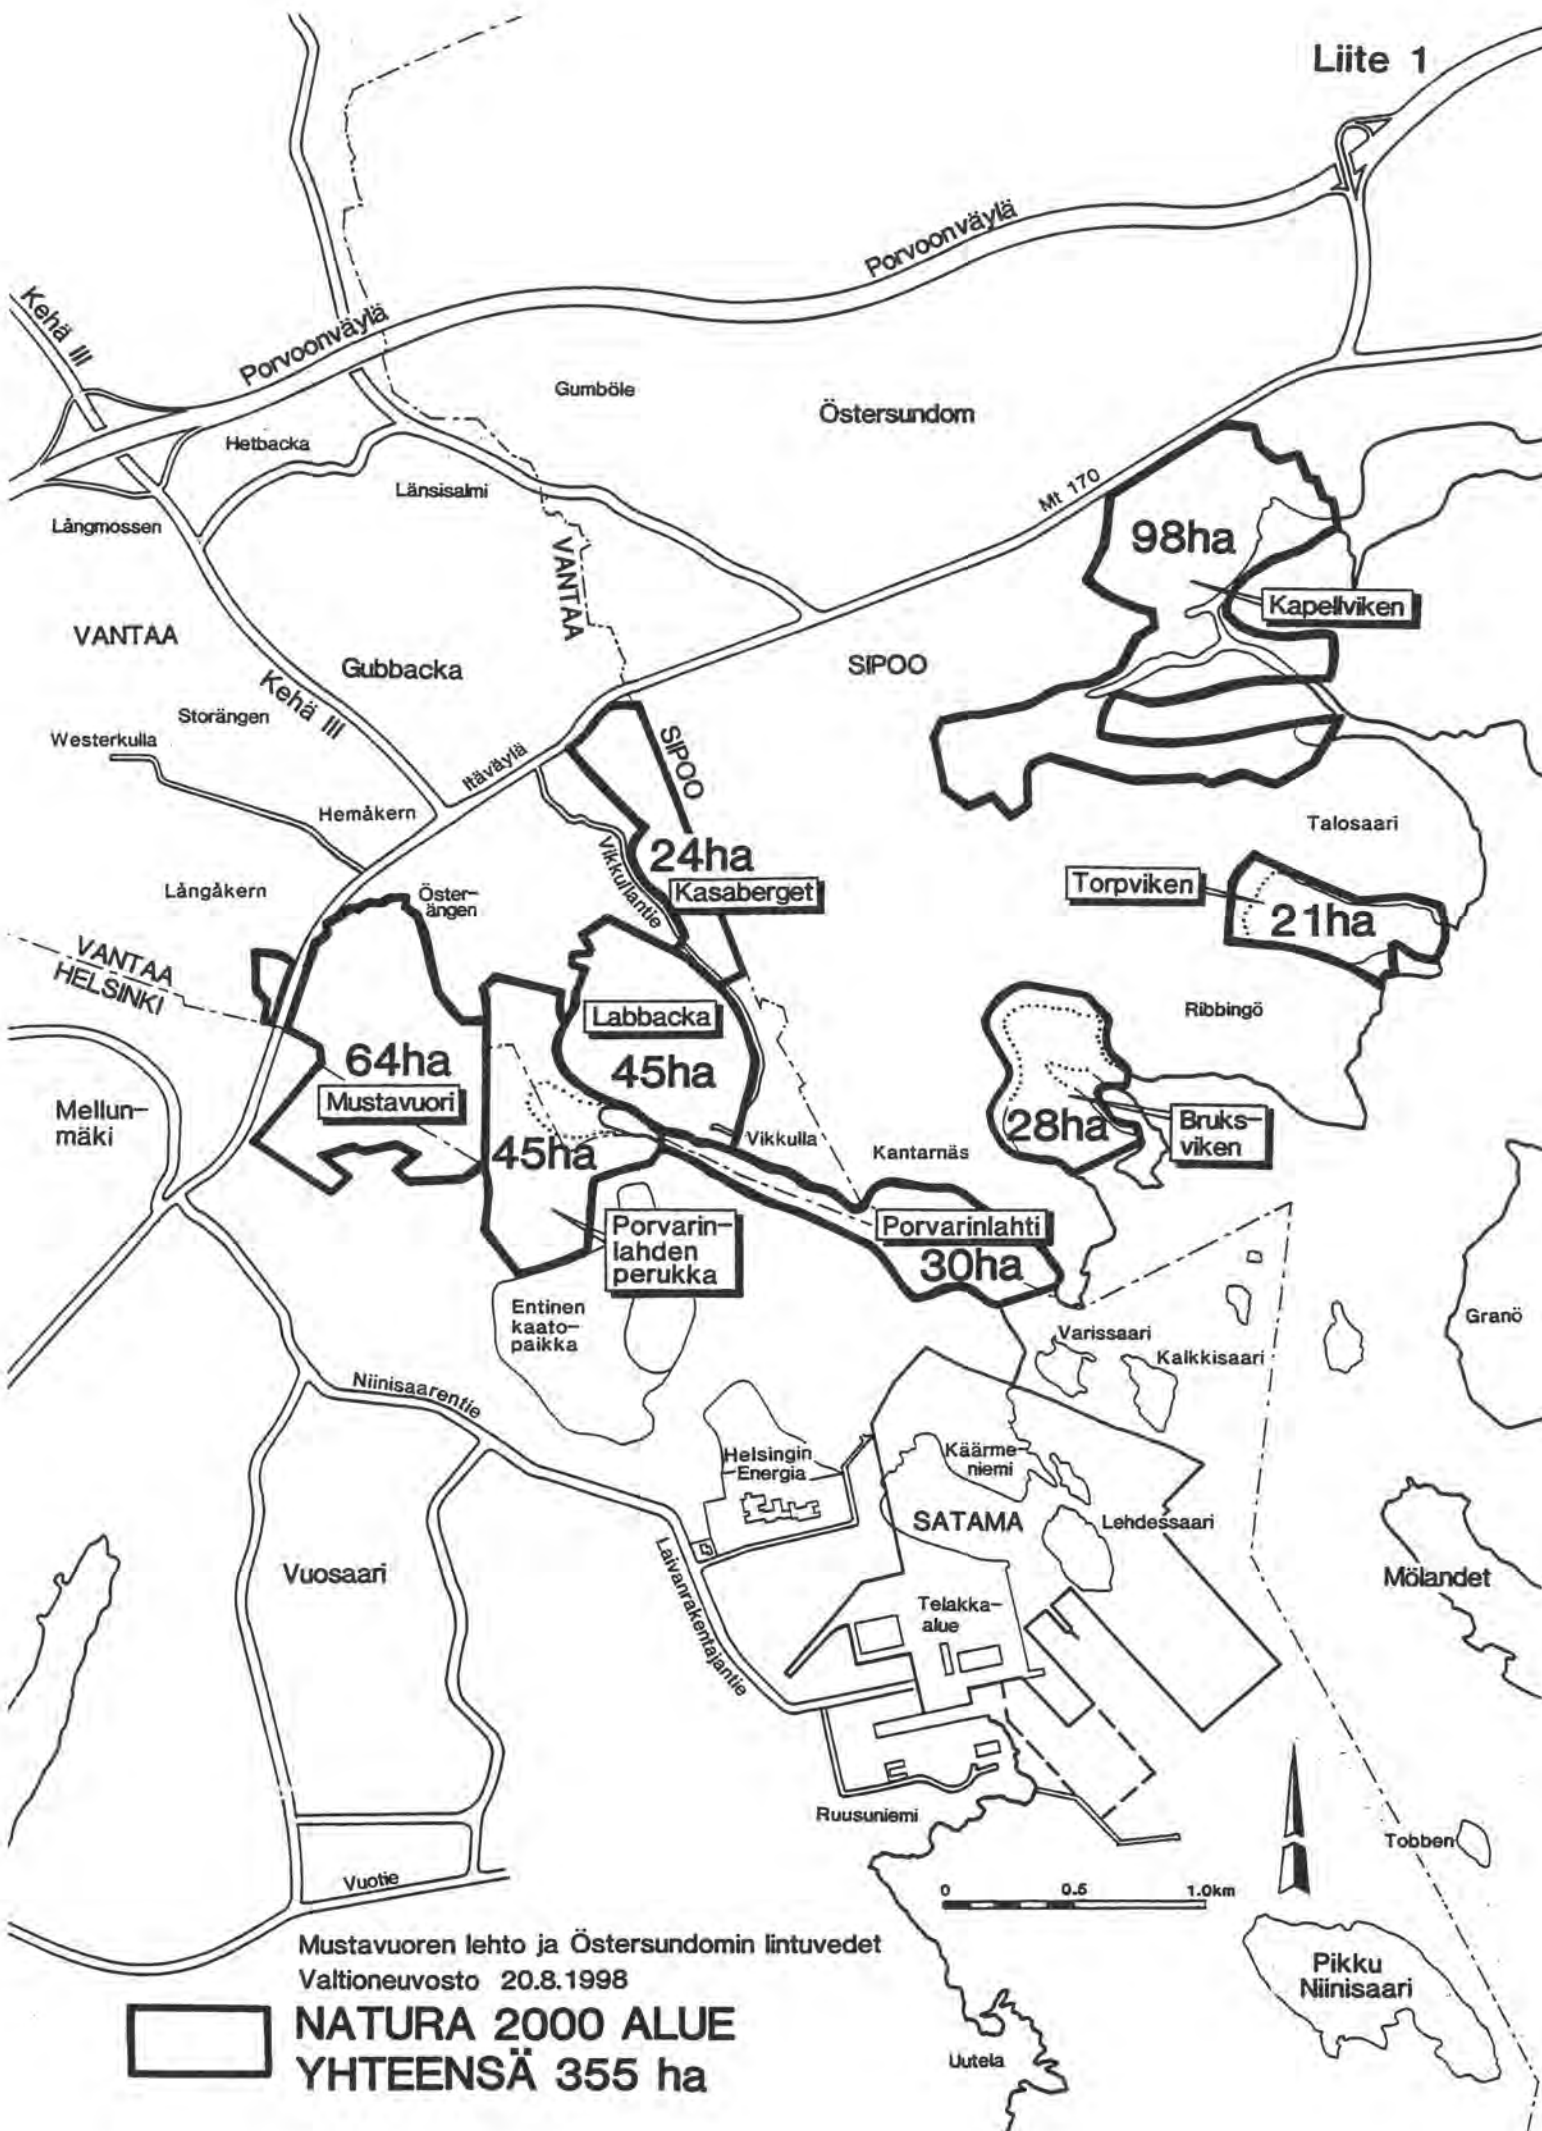 Liite 1
Porvoonväylä
Kehä III
Porvoonväylä
Gumböle
Östersundom
Hetbacka
Länsisalmi
Mt 170
Långmossen
98ha
VANTAA
Kapellviken
VANTAA
Gubbacka
SIPOO
Kehä III
Storängen
Westerkulla
SIPOO
Itäväylä
Hemåkern
Talosaari
Vikkullantie
24ha
Kasaberget
Torpviken
21ha
Långåkern
Öster-
ängen
VANTAA
HELSINKI
Labbacka
Ribbingö
64ha
45ha
Mustavuori
Mellun-
mäki
28ha
Bruks-
viken
Vikkulla
Kantarnäs
45ha
Porvarin-
lahden
perukka
Porvarinlahti
30ha
Entinen
kaato-
paikka
Varissaari
Kalkkisaari
Granö
Niinisaarentie
Helsingin
Energia
Käärme-
niemi
SATAMA
Lehdessaari
Vuosaari
Mölandet
Laivanrakentajantie
Telakka-
alue
Ruusuniemi
Tobben
Vuotie
0 0.5 1.0km
Mustavuoren lehto ja Östersundomin lintuvedet
Valtioneuvosto 20.8.1998
NATURA 2000 ALUE
YHTEENSÄ 355 ha
Pikku
Niinisaari
Uutela